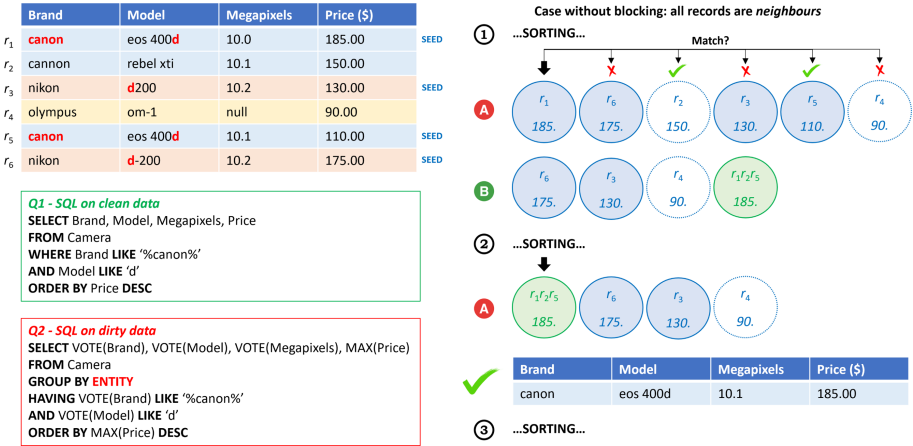 Brand Model Megapixels Price ($)
r1 canon eos 400d 10.0 185.00 SEED
r2 cannon rebel xti 10.1 150.00
r3 nikon d200 10.2 130.00 SEED
r4 olympus om-1 null 90.00
r5 canon eos 400d 10.1 110.00 SEED
r6 nikon d-200 10.2 175.00 SEED
Q1 - SQL on clean data
SELECT Brand, Model, Megapixels, Price
FROM Camera
WHERE Brand LIKE ‘%canon%’
AND Model LIKE ‘d’
ORDER BY Price DESC
Q2 - SQL on dirty data
SELECT VOTE(Brand), VOTE(Model), VOTE(Megapixels), MAX(Price)
FROM Camera
GROUP BY ENTITY
HAVING VOTE(Brand) LIKE ‘%canon%’
AND VOTE(Model) LIKE ‘d’
ORDER BY MAX(Price) DESC
Case without blocking: all records are neighbours
1 ...SORTING...
Match?
r1 r6 r2 r3 r5 r4
A 185. 175. 150. 130. 110. 90.
r6 r3 r4 r1r2r5
B 175. 130. 90. 185.
2 ...SORTING...
r1r2r5 r6 r3 r4
A 185. 175. 130. 90.
Brand Model Megapixels Price ($)
canon eos 400d 10.1 185.00
3 ...SORTING...